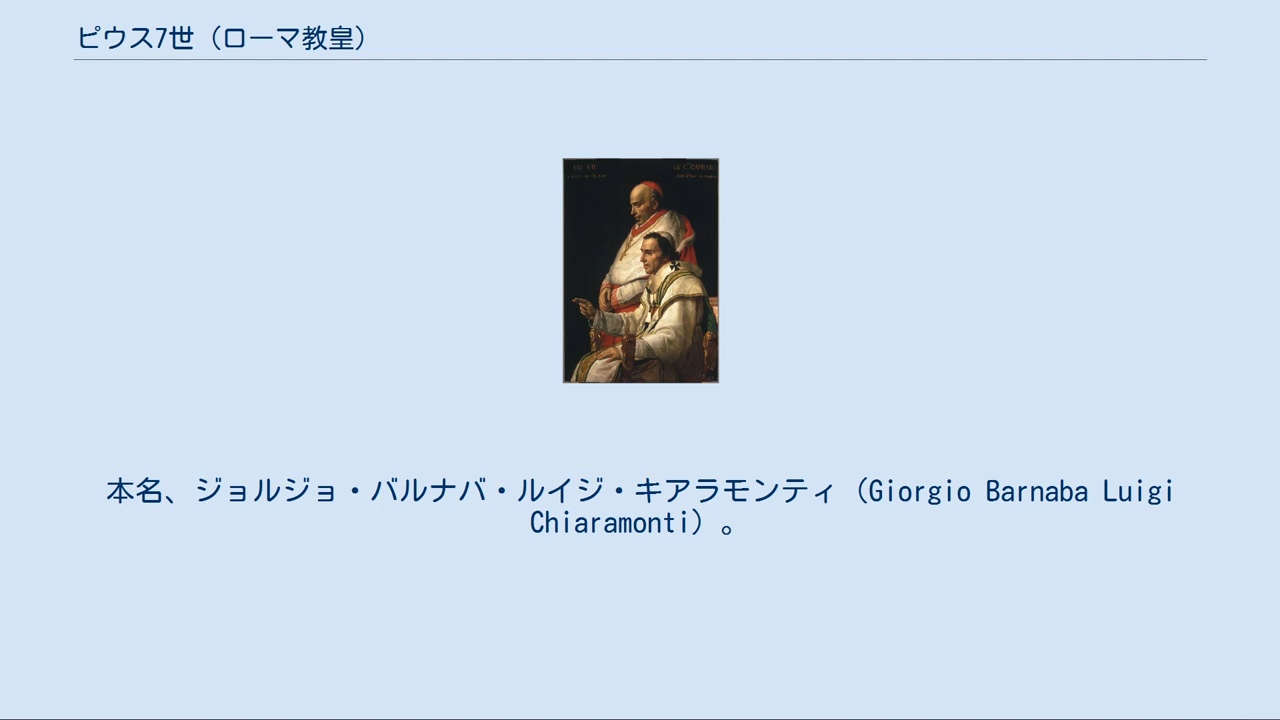 ピウス7世（ローマ教皇）
本名、ジョルジョ・バルナバ・ルイジ・キアラモンティ（Giorgio Barnaba Luigi
Chiaramonti）。